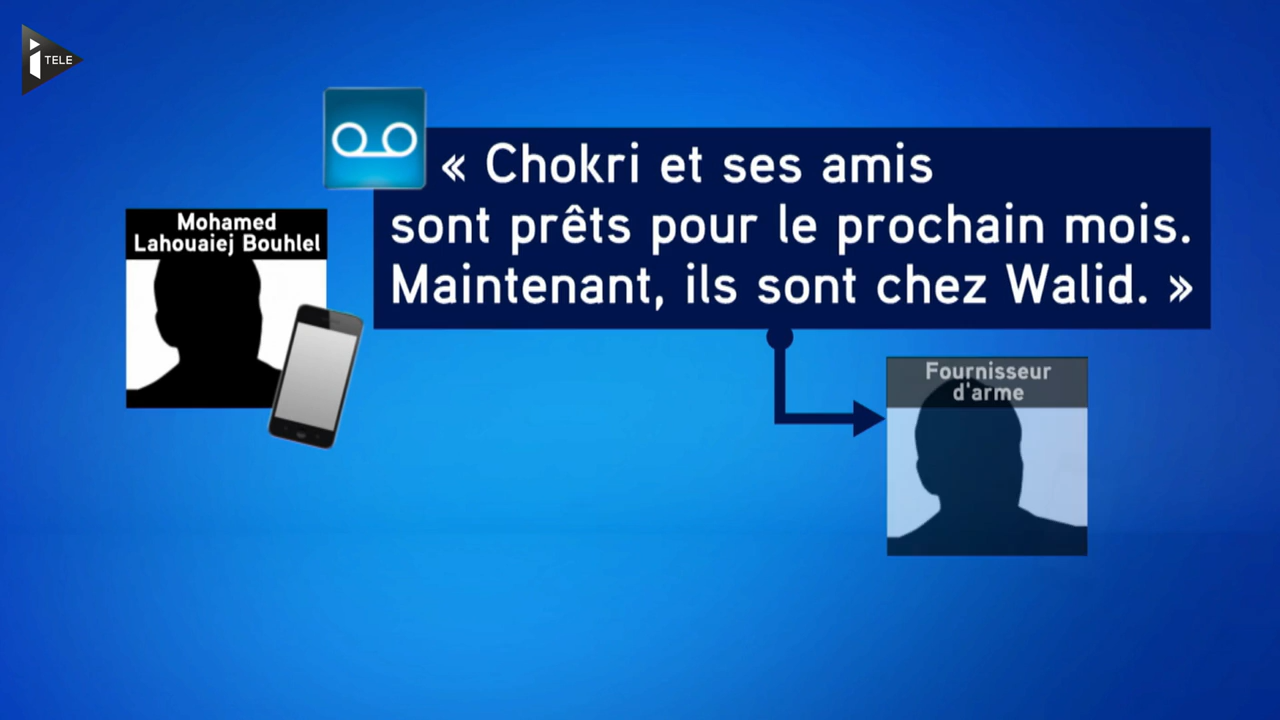 i TELE
« Chokri et ses amis
sont prêts pour le prochain mois.
Maintenant, ils sont chez Walid. »
Mohamed
Lahouaiej Bouhlel
Fournisseur
d'arme